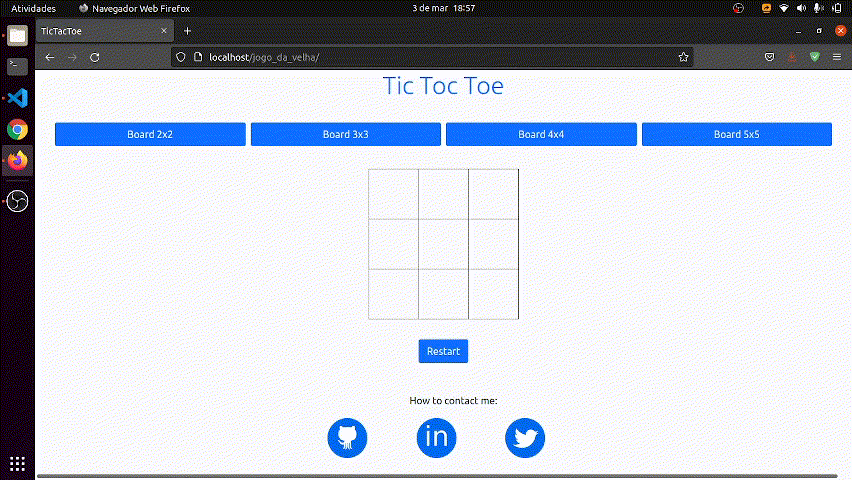 Atividades
Navegador Web Firefox
3 de mar 18:57
TicTacToe
localhost/jogo_da_velha/
Tic Toc Toe
Board 2x2
Board 3x3
Board 4x4
Board 5x5
Restart
How to contact me:
in